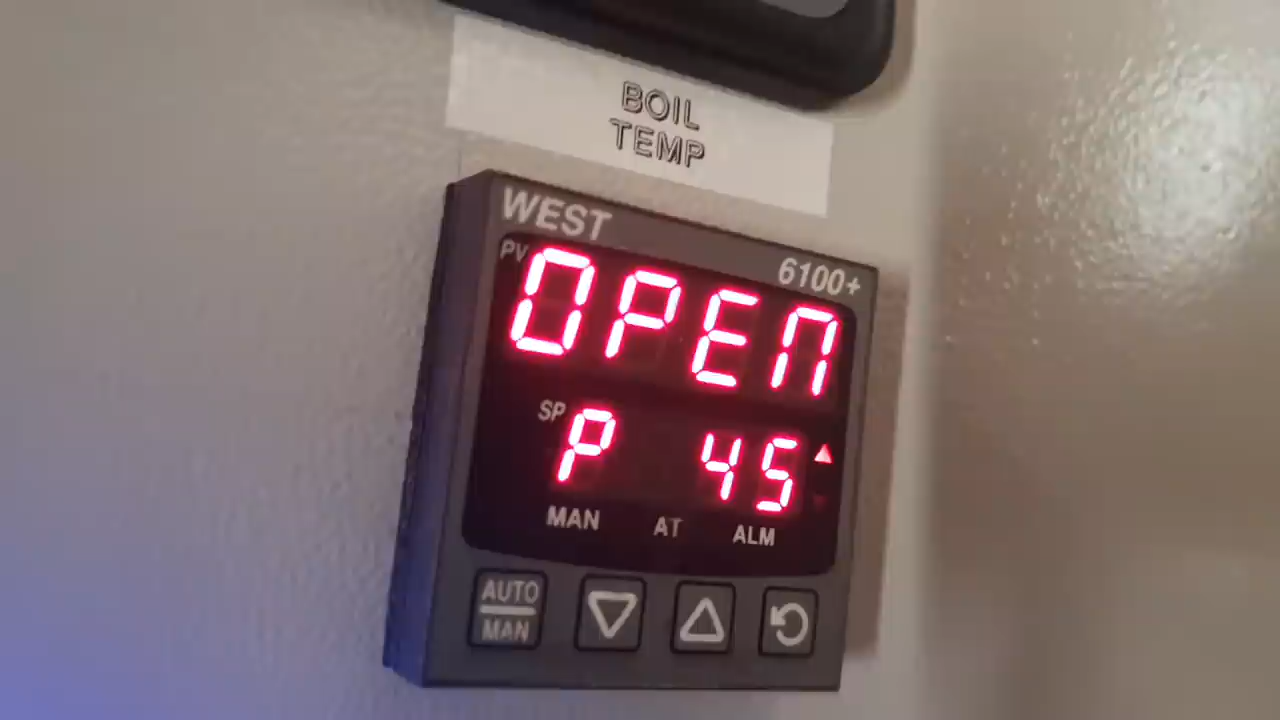 BOIL
TEMP
WEST
6100+
PV
OPEn
SP
P 45
MAN AT ALM
AUTO
MAN